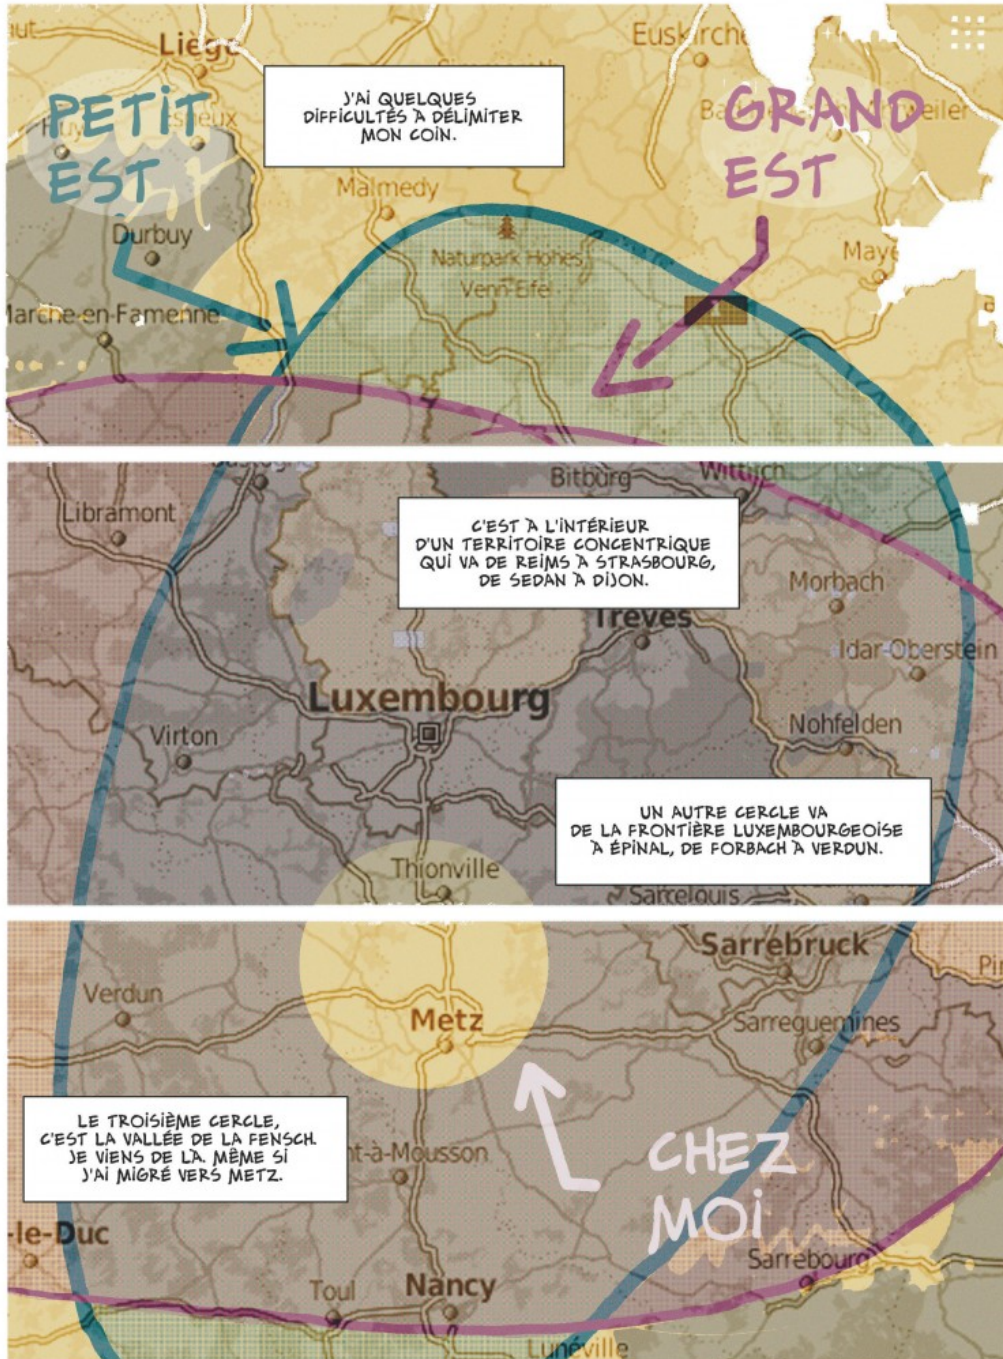 Liège
Euskirche
PETIT
EST
J'AI QUELQUES
DIFFICULTÉS À DÉLIMITER
MON COIN.
GRAND
EST
Malmedy
Durbuy
Naturpark Hohes
Venn-Eifel
Maye
Marche-en-Famenne
Bitburg
Wittlich
Libramont
C'EST À L'INTÉRIEUR
D'UN TERRITOIRE CONCENTRIQUE
QUI VA DE REIMS À STRASBOURG,
DE SEDAN À DIJON.
Morbach
Trèves
Idar-Oberstein
Luxembourg
Virton
Nohfelden
UN AUTRE CERCLE VA
DE LA FRONTIÈRE LUXEMBOURGEOISE
À ÉPINAL, DE FORBACH À VERDUN.
Thionville
Sarrelouis
Sarrebruck
Verdun
Metz
Sarreguemines
LE TROISIÈME CERCLE,
C'EST LA VALLÉE DE LA FENSCH.
JE VIENS DE LÀ. MÊME SI
J'AI MIGRÉ VERS METZ.
nt-à-Mousson
CHEZ
MOI
-le-Duc
Sarrebourg
Toul
Nancy
Lunéville